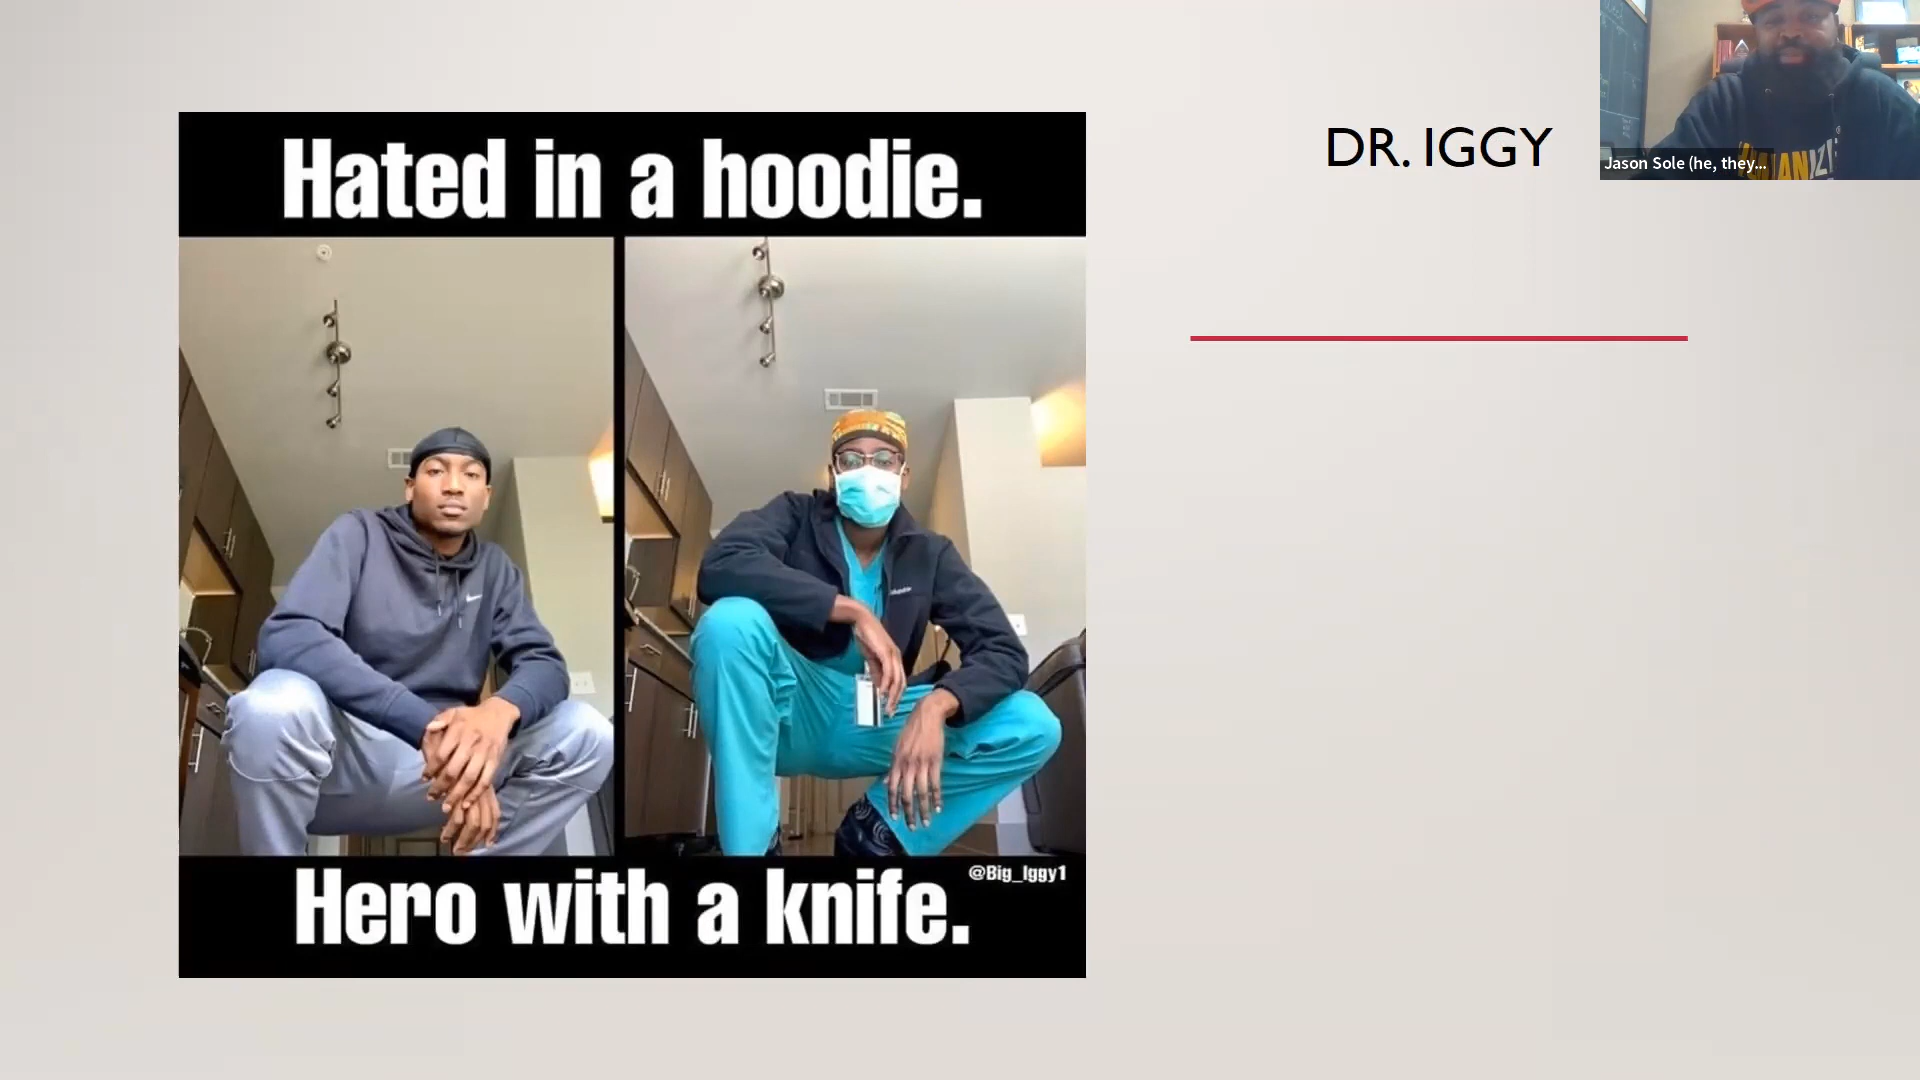 Hated in a hoodie.
DR. IGGY
Jason Sole (he, they...
@Big_Iggy1
Hero with a knife.